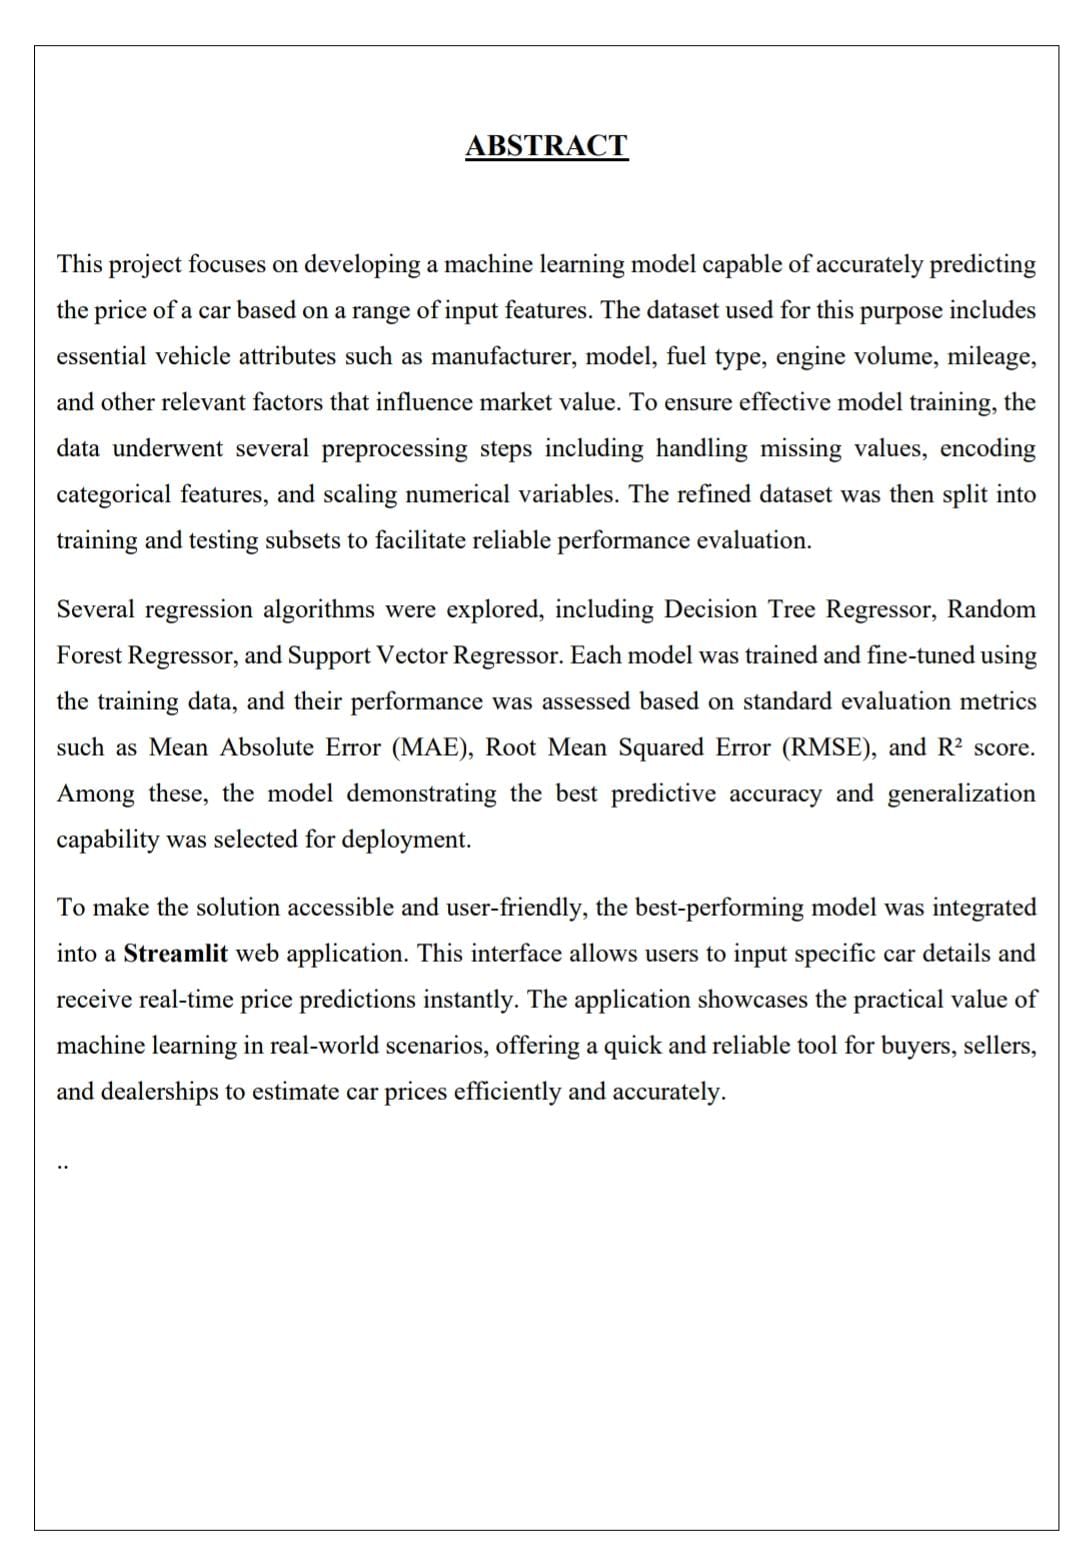 ABSTRACT
This project focuses on developing a machine learning model capable of accurately predicting
the price of a car based on a range of input features. The dataset used for this purpose includes
essential vehicle attributes such as manufacturer, model, fuel type, engine volume, mileage,
and other relevant factors that influence market value. To ensure effective model training, the
data underwent several preprocessing steps including handling missing values, encoding
categorical features, and scaling numerical variables. The refined dataset was then split into
training and testing subsets to facilitate reliable performance evaluation.
Several regression algorithms were explored, including Decision Tree Regressor, Random
Forest Regressor, and Support Vector Regressor. Each model was trained and fine-tuned using
the training data, and their performance was assessed based on standard evaluation metrics
such as Mean Absolute Error (MAE), Root Mean Squared Error (RMSE), and R² score.
Among these, the model demonstrating the best predictive accuracy and generalization
capability was selected for deployment.
To make the solution accessible and user-friendly, the best-performing model was integrated
into a Streamlit web application. This interface allows users to input specific car details and
receive real-time price predictions instantly. The application showcases the practical value of
machine learning in real-world scenarios, offering a quick and reliable tool for buyers, sellers,
and dealerships to estimate car prices efficiently and accurately.
..